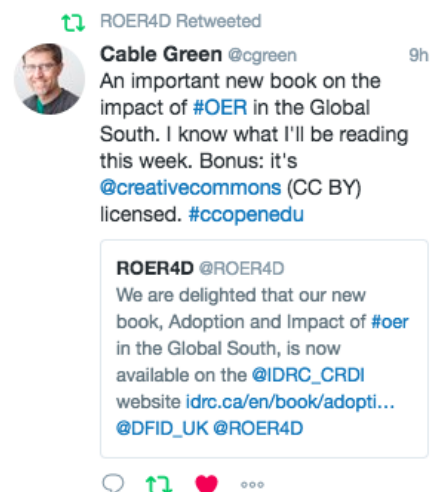 ROER4D Retweeted
Cable Green @cgreen 9h
An important new book on the
impact of #OER in the Global
South. I know what I'll be reading
this week. Bonus: it's
@creativecommons (CC BY)
licensed. #ccopenedu
ROER4D @ROER4D
We are delighted that our new
book, Adoption and Impact of #oer
in the Global South, is now
available on the @IDRC_CRDI
website idrc.ca/en/book/adopti...
@DFID_UK @ROER4D